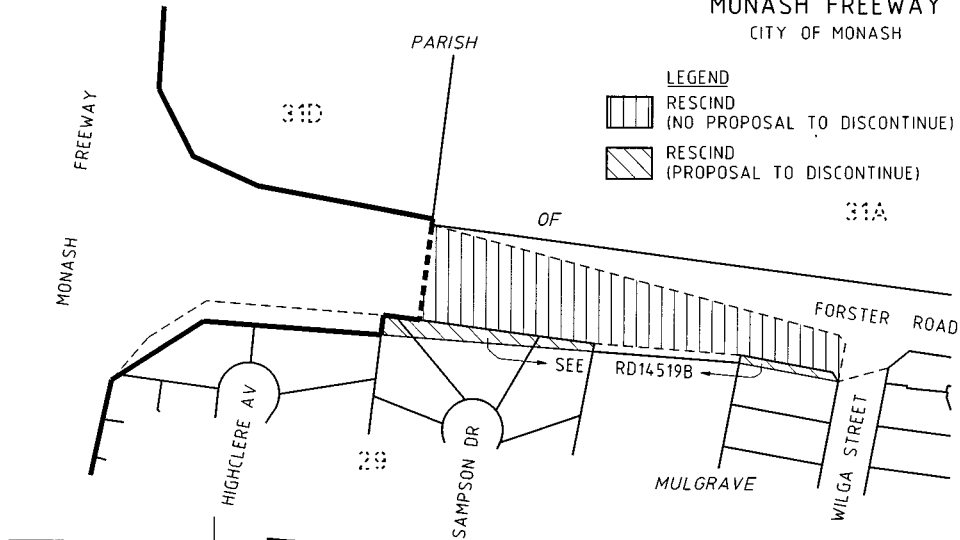 MONASH FREEWAY
CITY OF MONASH
LEGEND
RESCIND
(NO PROPOSAL TO DISCONTINUE)
RESCIND
(PROPOSAL TO DISCONTINUE)
PARISH
31D
FREEWAY
MONASH
OF
31A
FORSTER ROAD
SEE RD14519B
HIGHCLERE AV
29
SAMPSON DR
MULGRAVE
WILGA STREET